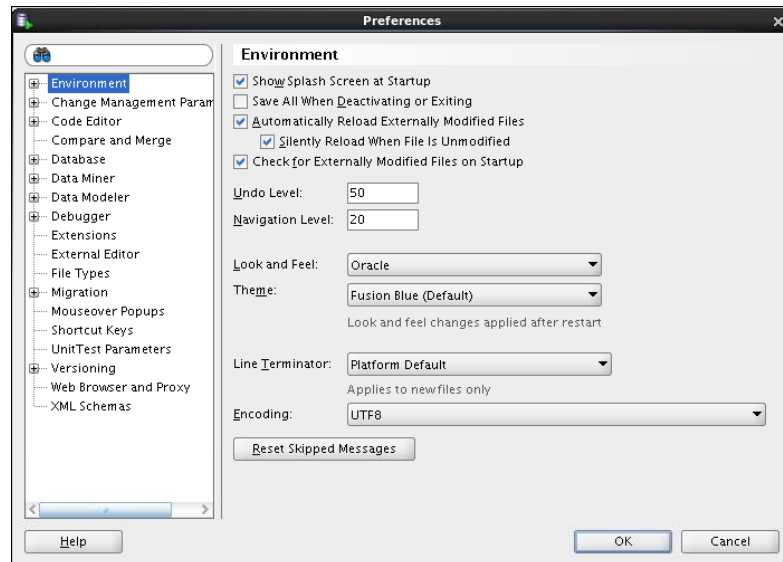 Preferences
Environment
Change Management Param
Code Editor
Compare and Merge
Database
Data Miner
Data Modeler
Debugger
Extensions
External Editor
File Types
Migration
Mouseover Popups
Shortcut Keys
UnitTest Parameters
Versioning
Web Browser and Proxy
XML Schemas
Environment
Show Splash Screen at Startup
Save All When Deactivating or Exiting
Automatically Reload Externally Modified Files
Silently Reload When File Is Unmodified
Check for Externally Modified Files on Startup
Undo Level: 50
Navigation Level: 20
Look and Feel: Oracle
Theme: Fusion Blue (Default)
Look and feel changes applied after restart
Line Terminator: Platform Default
Applies to new files only
Encoding: UTF8
Reset Skipped Messages
Help OK Cancel